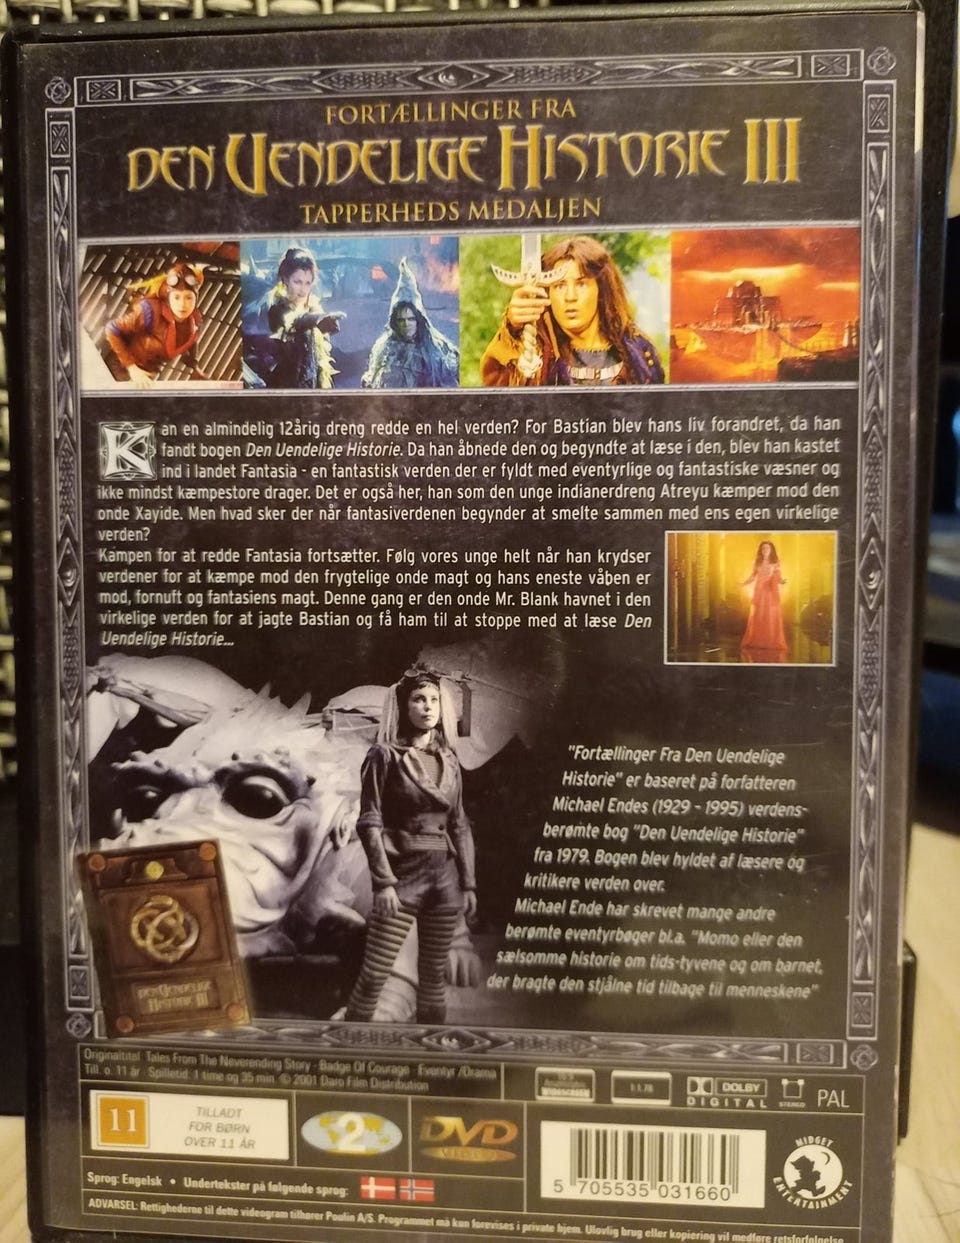 FORTÆLLINGER FRA
DEN UENDELIGE HISTORIE III
TAPPERHEDS MEDALJEN
Kan en almindelig 12årig dreng redde en hel verden? For Bastian blev hans liv forandret, da han
fandt bogen Den Uendelige Historie. Da han åbnede den og begyndte at læse i den, blev han kastet
ind i landet Fantasia - en fantastisk verden der er fyldt med eventyrlige og fantastiske væsner og
ikke mindst kæmpestore drager. Det er også her, han som den unge indianerdreng Atreyu kæmper mod den
onde Xayide. Men hvad sker der når fantasiverdenen begynder at smelte sammen med ens egen virkelige
verden?
Kampen for at redde Fantasia fortsætter. Følg vores unge helt når han krydser
verdener for at kæmpe mod den frygtelige onde magt og hans eneste våben er
mod, fornuft og fantasiens magt. Denne gang er den onde Mr. Blank havnet i den
virkelige verden for at jagte Bastian og få ham til at stoppe med at læse Den
Uendelige Historie...
"Fortællinger Fra Den Uendelige
Historie" er baseret på forfatteren
Michael Endes (1929 - 1995) verdens-
berømte bog "Den Uendelige Historie"
fra 1979. Bogen blev hyldet af læsere og
kritikere verden over.
Michael Ende har skrevet mange andre
berømte eventyrbøger bl.a. "Momo eller den
sælsomme historie om tids-tyvene og om barnet,
der bragte den stjålne tid tilbage til menneskene"
DEN UENDELIGE
HISTORIE III
Originaltitel: Tales From The Neverending Story - Badge Of Courage - Eventyr /Drama
Till. o. 11 år - Spilletid: 1 time og 35 min. © 2001 Daro Film Distribution
16:9
WIDESCREEN
1:1.78
DOLBY
DIGITAL
STEREO
PAL
11
TILLADT
FOR BØRN
OVER 11 ÅR
2
DVD
VIDEO
5 705535 031660
MIDGET
ENTERTAINMENT
Sprog: Engelsk • Undertekster på følgende sprog:
ADVARSEL: Rettighederne til dette videogram tilhører Poulin A/S. Programmet må kun forevises i private hjem. Ulovlig brug eller kopiering vil medføre retsforfølgelse.